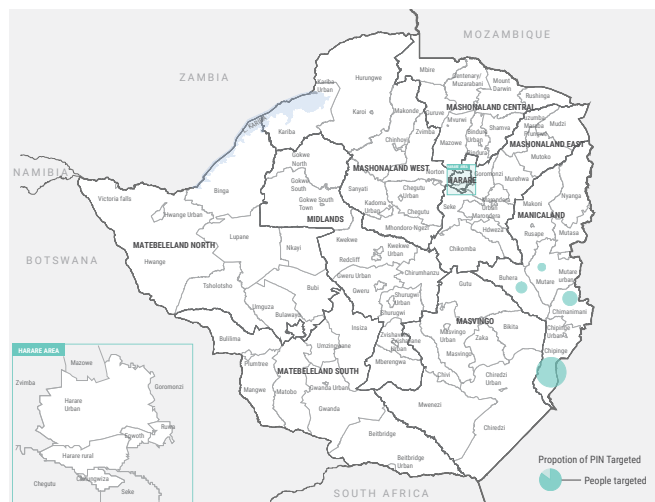 MOZAMBIQUE
ZAMBIA
NAMIBIA
BOTSWANA
SOUTH AFRICA
Mbire
Centenary/
Muzarabani
Mount
Darwin
Rushinga
Hurungwe
Kariba
Urban
Karoi
Makonde
Guruve
MASHONALAND CENTRAL
Mvurwi
Bindura
Urban
Shamva
Mudzi
Zvimba
Mazowe
Bindura
MASHONALAND EAST
Kariba
Chinhoyi
Mutoko
Gokwe
North
MASHONALAND WEST
Norton
Goromonzi
Murehwa
HARARE
Gokwe
South
Sanyati
Chegutu
Urban
Nyanga
Binga
Victoria falls
Hwange Urban
Gokwe South
Town
Kadoma
Urban
Chegutu
Seke
Marondera
Makoni
MANICALAND
MIDLANDS
Mhondoro-Ngezi
Hdweza
Rusape
Mutasa
Lupane
MATEBELELAND NORTH
Nkayi
Kwekwe
Kwekwe
Urban
Chikomba
Hwange
Redcliff
Gweru Urban
Chirumhanzu
Buhera
Mutare
Mutare
urban
Tsholotsho
Bubi
Gweru
Gutu
Shurugwi
Urban
Shurugwi
Umguza
Bulawayo
Chimanimani
MASVINGO
Bikita
Bulilima
Insiza
Umzingwane
Masvingo
Urban
Zaka
Chipinge
Urban
Chipinge
Plumtree
Mberengwa
Masvingo
MATEBELELAND SOUTH
Chivi
Chiredzi
Urban
Mangwe
Matobo
Gwanda Urban
Gwanda
Mwenezi
Chiredzi
Beitbridge
Beitbridge
Urban
HARARE AREA
Mazowe
Zvimba
Goromonzi
Harare
Urban
Ruwa
Epworth
Harare rural
Chegutu
Seke
Propotion of PIN Targeted
People targeted